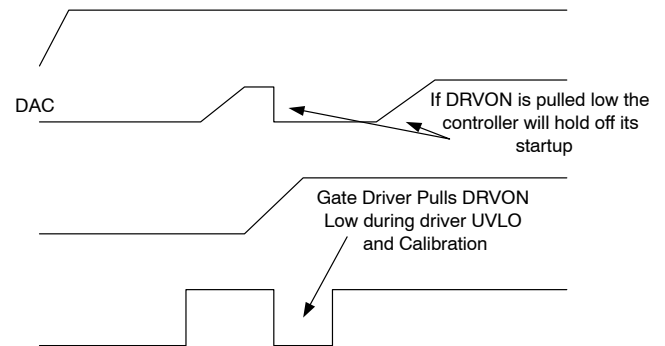 DAC
If DRVON is pulled low the
controller will hold off its
startup
Gate Driver Pulls DRVON
Low during driver UVLO
and Calibration